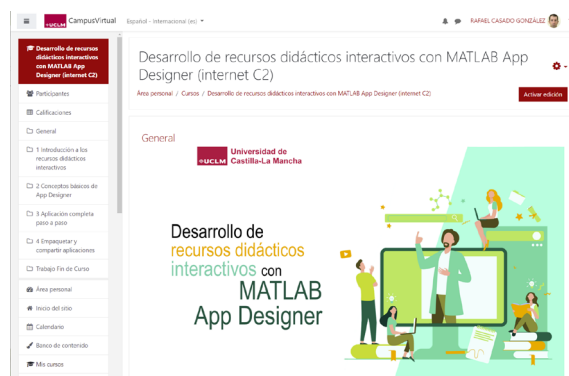 UCLM CampusVirtual Español - Internacional (es) RAFAEL CASADO GONZÁLEZ
Desarrollo de recursos
didácticos interactivos
con MATLAB App
Designer (internet C2)
Participantes
Calificaciones
General
1 Introducción a los
recursos didácticos
interactivos
2 Conceptos básicos de
App Designer
3 Aplicación completa
paso a paso
4 Empaquetar y
compartir aplicaciones
Trabajo Fin de Curso
Área personal
Inicio del sitio
Calendario
Banco de contenido
Mis cursos
Desarrollo de recursos didácticos interactivos con MATLAB App
Designer (internet C2)
Área personal / Cursos / Desarrollo de recursos didácticos interactivos con MATLAB App Designer (internet C2)
Activar edición
General
UCLM
Universidad de
Castilla-La Mancha
Desarrollo de
recursos didácticos
interactivos con
MATLAB
App Designer